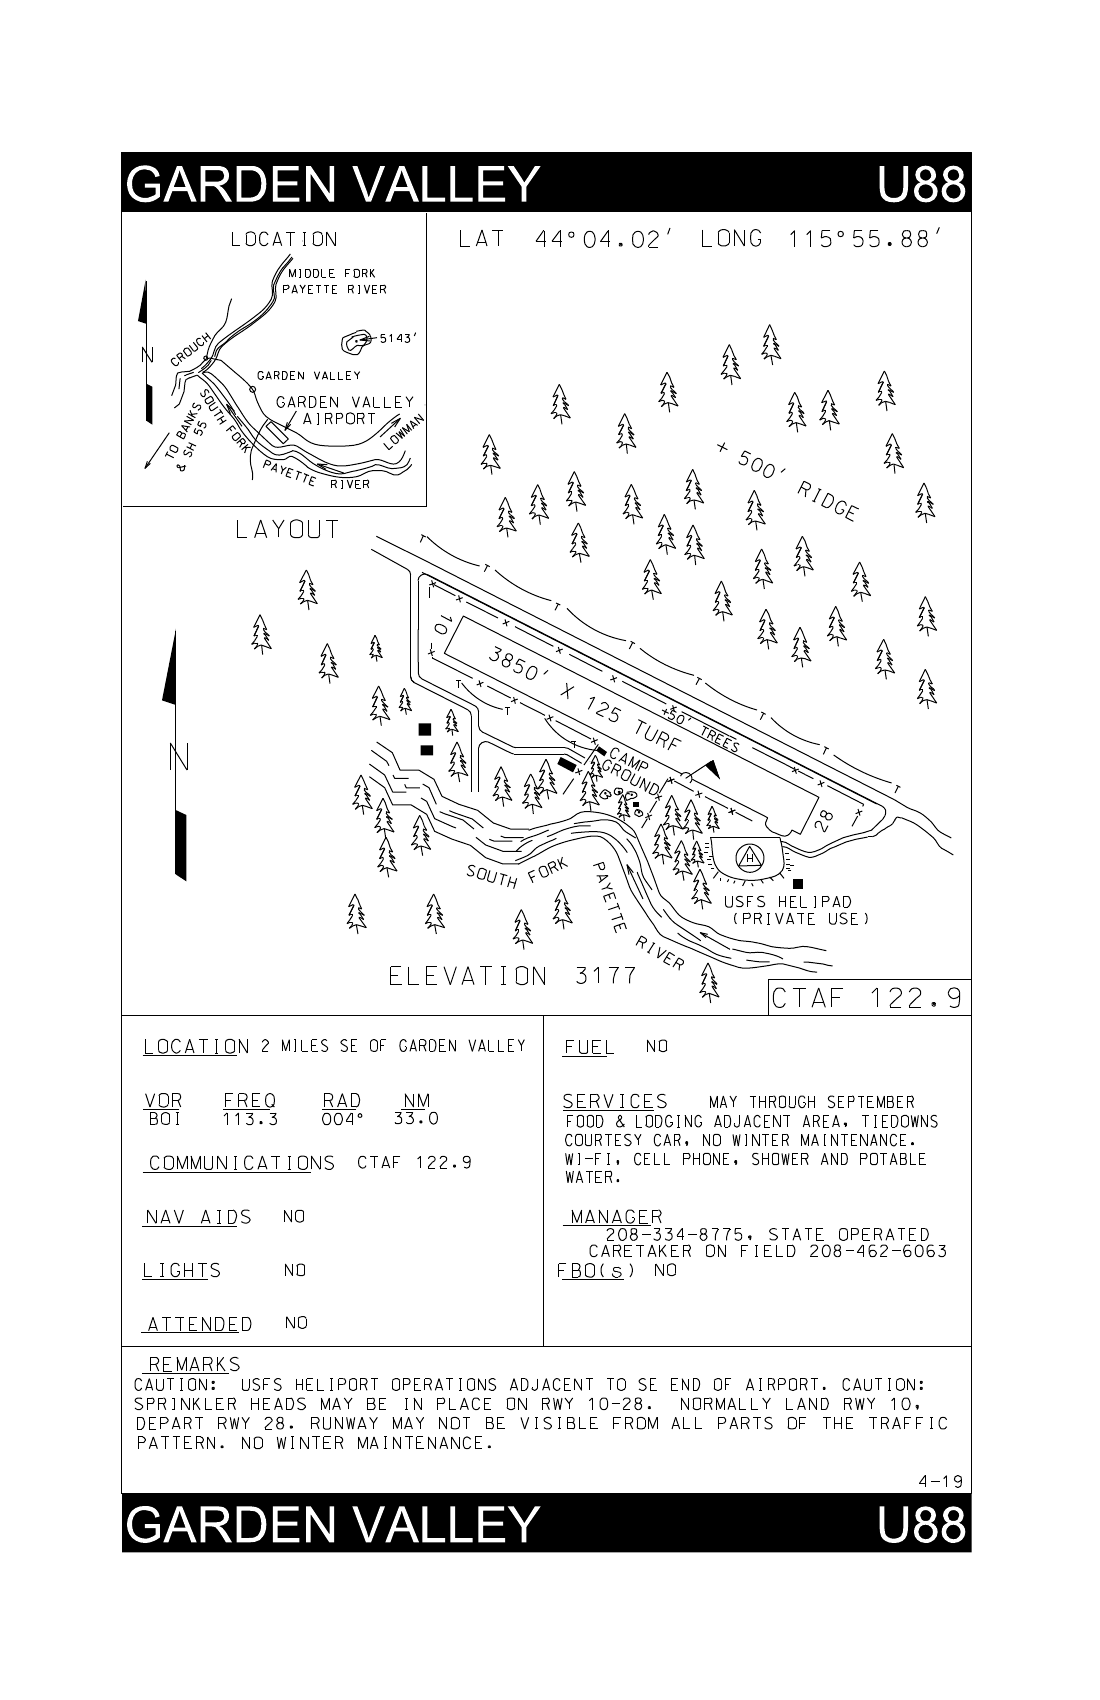 GARDEN VALLEY U88
LOCATION
LAT 44°04.02' LONG 115°55.88'
MIDDLE FORK
PAYETTE RIVER
N
CROUCH
5143'
GARDEN VALLEY
GARDEN VALLEY
AIRPORT
SOUTH FORK
PAYETTE RIVER
LOWMAN
TO BANKS
& SH 55
+ 500' RIDGE
LAYOUT
T T T T T T T T
10
3850' X 125 TURF
+50' TREES
T T T
N
CAMP
GROUND
28
H
SOUTH FORK
PAYETTE
RIVER
USFS HELIPAD
(PRIVATE USE)
ELEVATION 3177
CTAF 122.9
LOCATION 2 MILES SE OF GARDEN VALLEY
VOR FREQ RAD NM
BOI 113.3 004° 33.0
COMMUNICATIONS CTAF 122.9
NAV AIDS NO
LIGHTS NO
ATTENDED NO
FUEL NO
SERVICES MAY THROUGH SEPTEMBER
FOOD & LODGING ADJACENT AREA, TIEDOWNS
COURTESY CAR, NO WINTER MAINTENANCE.
WI-FI, CELL PHONE, SHOWER AND POTABLE
WATER.
MANAGER
208-334-8775, STATE OPERATED
CARETAKER ON FIELD 208-462-6063
FBO(s) NO
REMARKS
CAUTION: USFS HELIPORT OPERATIONS ADJACENT TO SE END OF AIRPORT. CAUTION:
SPRINKLER HEADS MAY BE IN PLACE ON RWY 10-28. NORMALLY LAND RWY 10,
DEPART RWY 28. RUNWAY MAY NOT BE VISIBLE FROM ALL PARTS OF THE TRAFFIC
PATTERN. NO WINTER MAINTENANCE.
4-19
GARDEN VALLEY U88